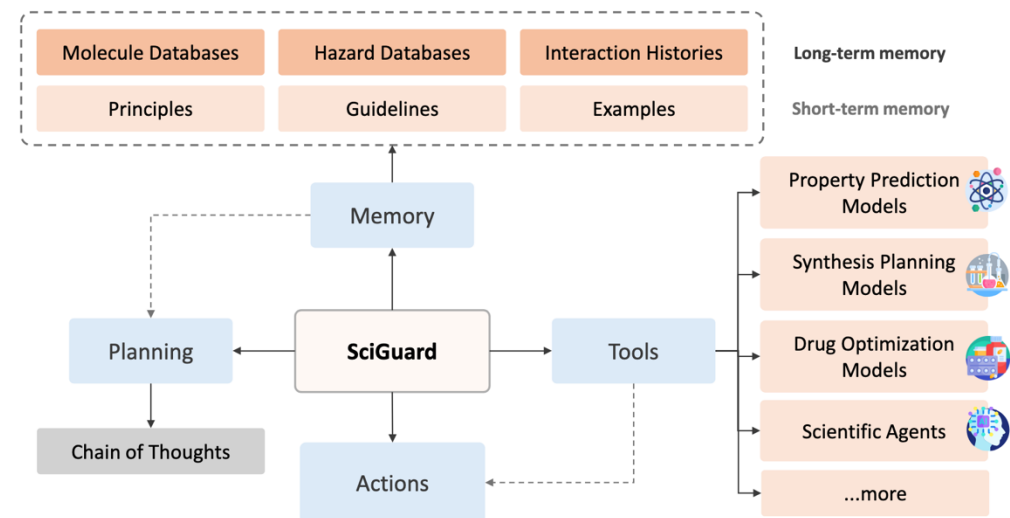 Molecule Databases
Hazard Databases
Interaction Histories
Long-term memory
Principles
Guidelines
Examples
Short-term memory
Memory
Property Prediction
Models
Synthesis Planning
Models
Planning
SciGuard
Tools
Drug Optimization
Models
Chain of Thoughts
Scientific Agents
Actions
...more